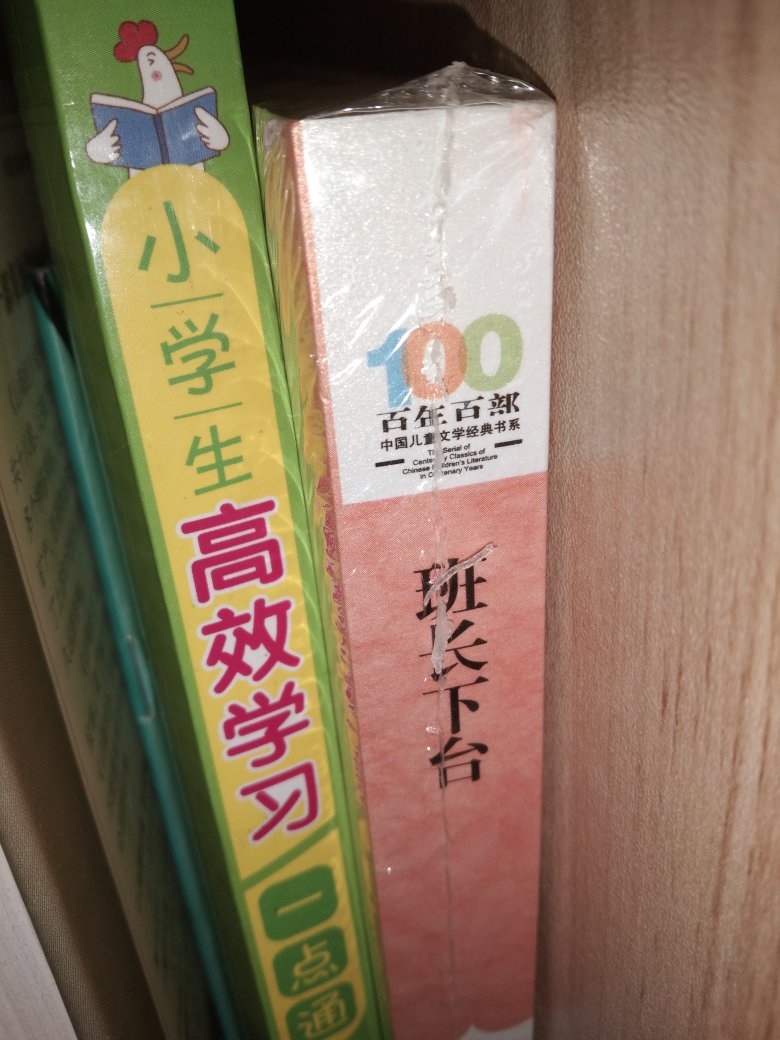 小学生
高效学习
一点通
100
百年百部
中国儿童文学经典书系
The Serial of
Century Classics of
Chinese Children's Literature
in Centenary Years
班长下台